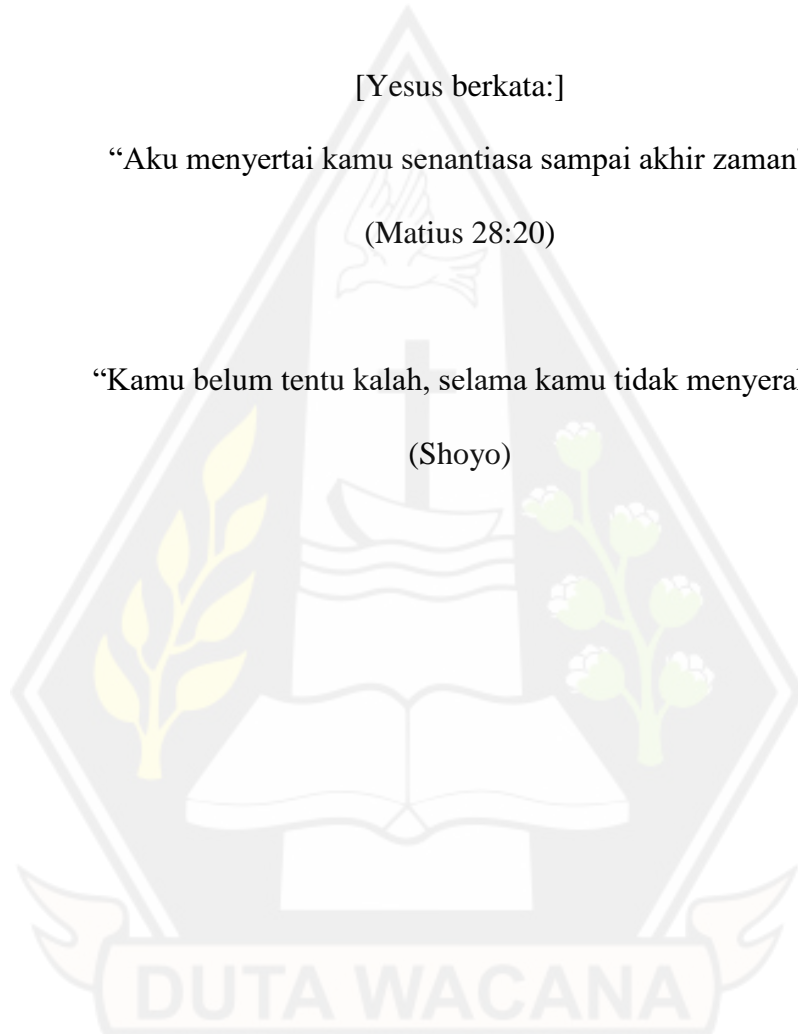 [Yesus berkata:]
“Aku menyertai kamu senantiasa sampai akhir zaman
(Matius 28:20)
“Kamu belum tentu kalah, selama kamu tidak
(Shoyo)
DUTA WACANA